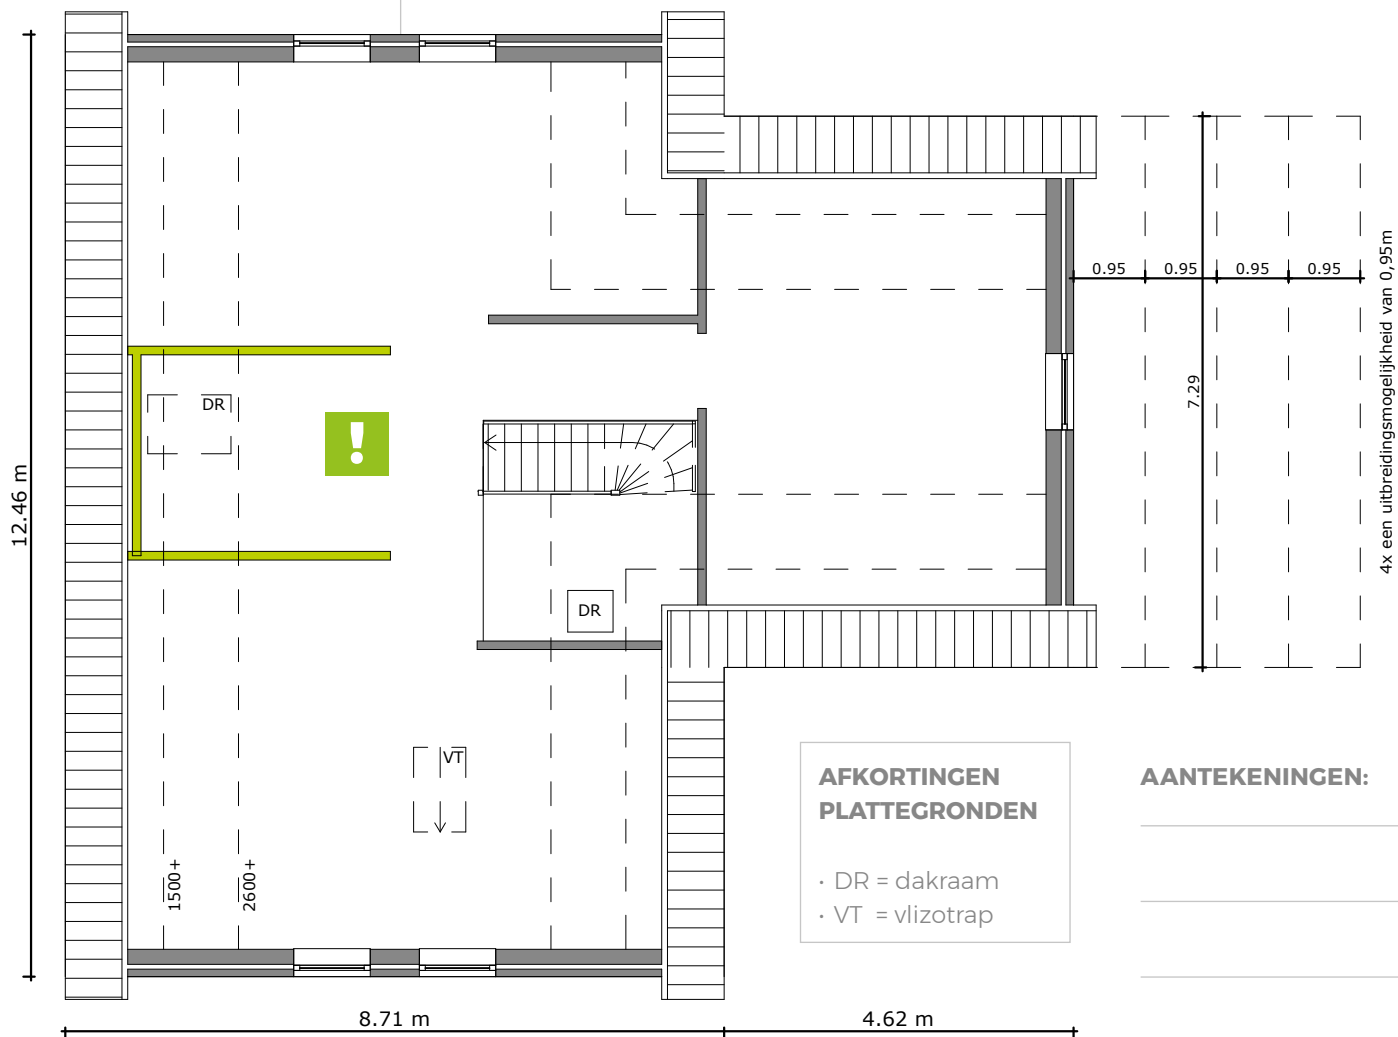 0.95
0.95
0.95
0.95
4x een uitbreidingsmogelijkheid van 0,95m
7.29
DR
!
12.46 m
DR
VT
1500+
2600+
AFKORTINGEN
PLATTEGRONDEN
• DR = dakraam
• VT = vlizotrap
AANTEKENINGEN:
8.71 m
4.62 m